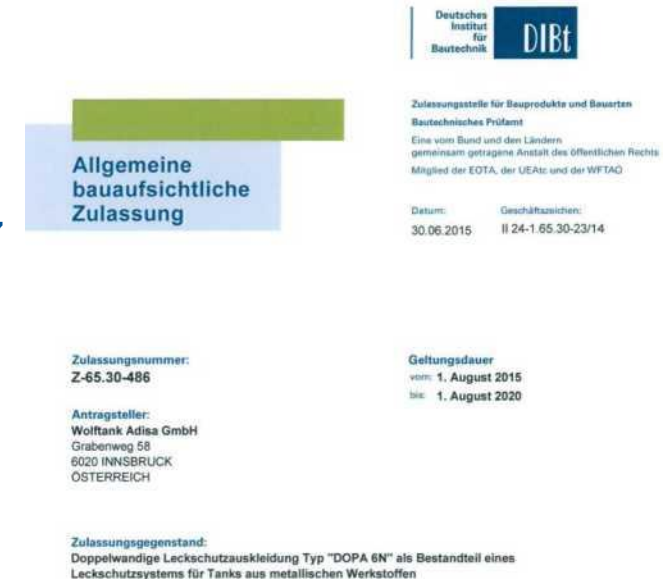 Deutsches
Institut
für
Bautechnik
DIBt
Zulassungsstelle für Bauprodukte und Bauarten
Bautechnisches Prüfamt
Eine vom Bund und den Ländern
gemeinsam getragene Anstalt des öffentlichen Rechts
Mitglied der EOTA, der UEAtc und der WFTAO
Allgemeine
bauaufsichtliche
Zulassung
Datum: Geschäftszeichen:
30.06.2015 II 24-1.65.30-23/14
Zulassungsnummer:
Z-65.30-486
Geltungsdauer
vom: 1. August 2015
bis: 1. August 2020
Antragsteller:
Wolftank Adisa GmbH
Grabenweg 58
6020 INNSBRUCK
ÖSTERREICH
Zulassungsgegenstand:
Doppelwandige Leckschutzauskleidung Typ "DOPA 6N" als Bestandteil eines
Leckschutzsystems für Tanks aus metallischen Werkstoffen